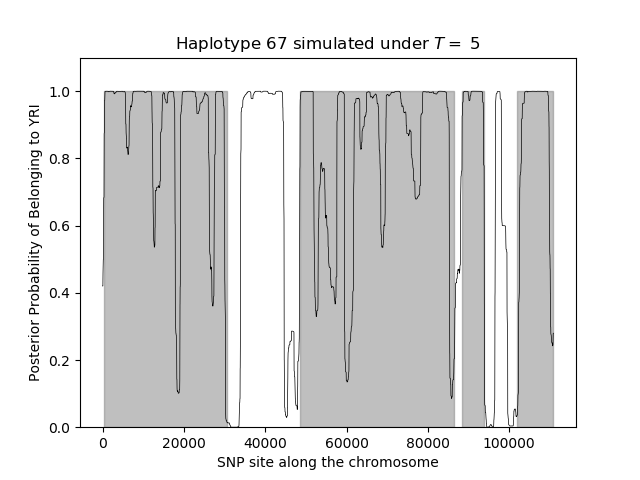 Haplotype 67 simulated under T = 5
Posterior Probability of Belonging to YRI
1.0
0.8
0.6
0.4
0.2
0.0
0 20000 40000 60000 80000 100000
SNP site along the chromosome